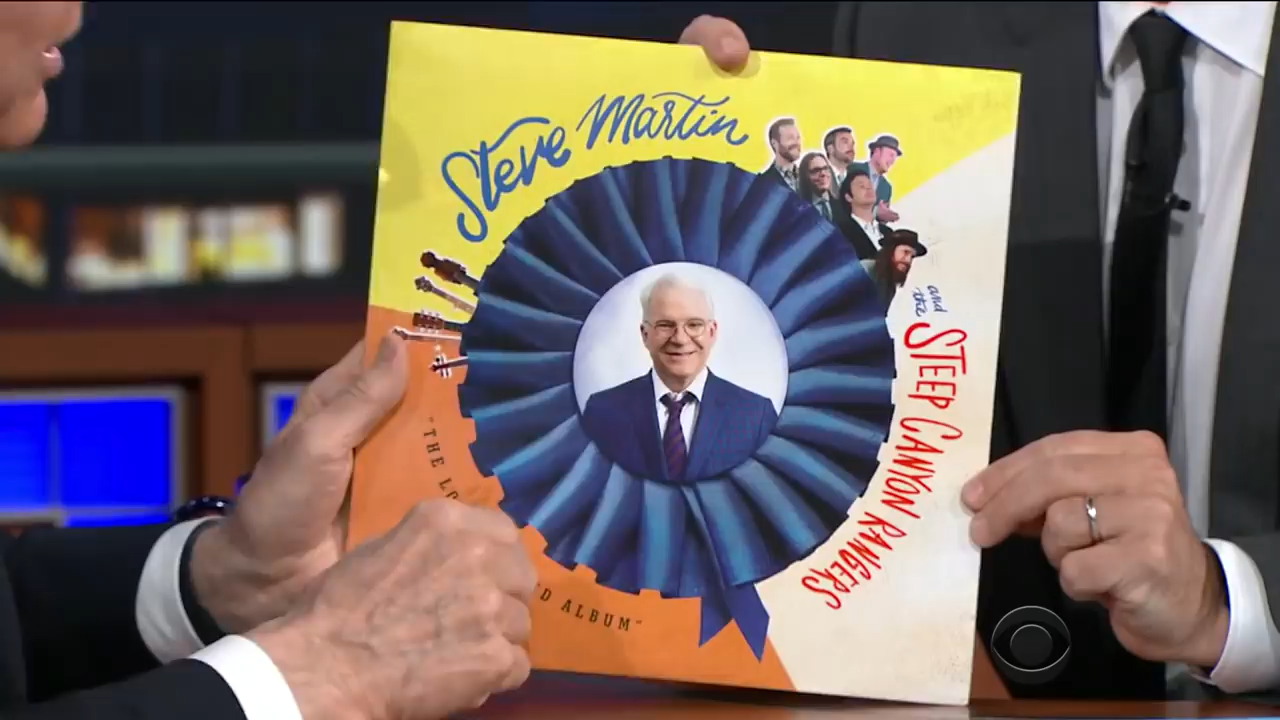 Steve Martin
and
the
STEEP CANYON RANGERS
"THE
ALBUM"